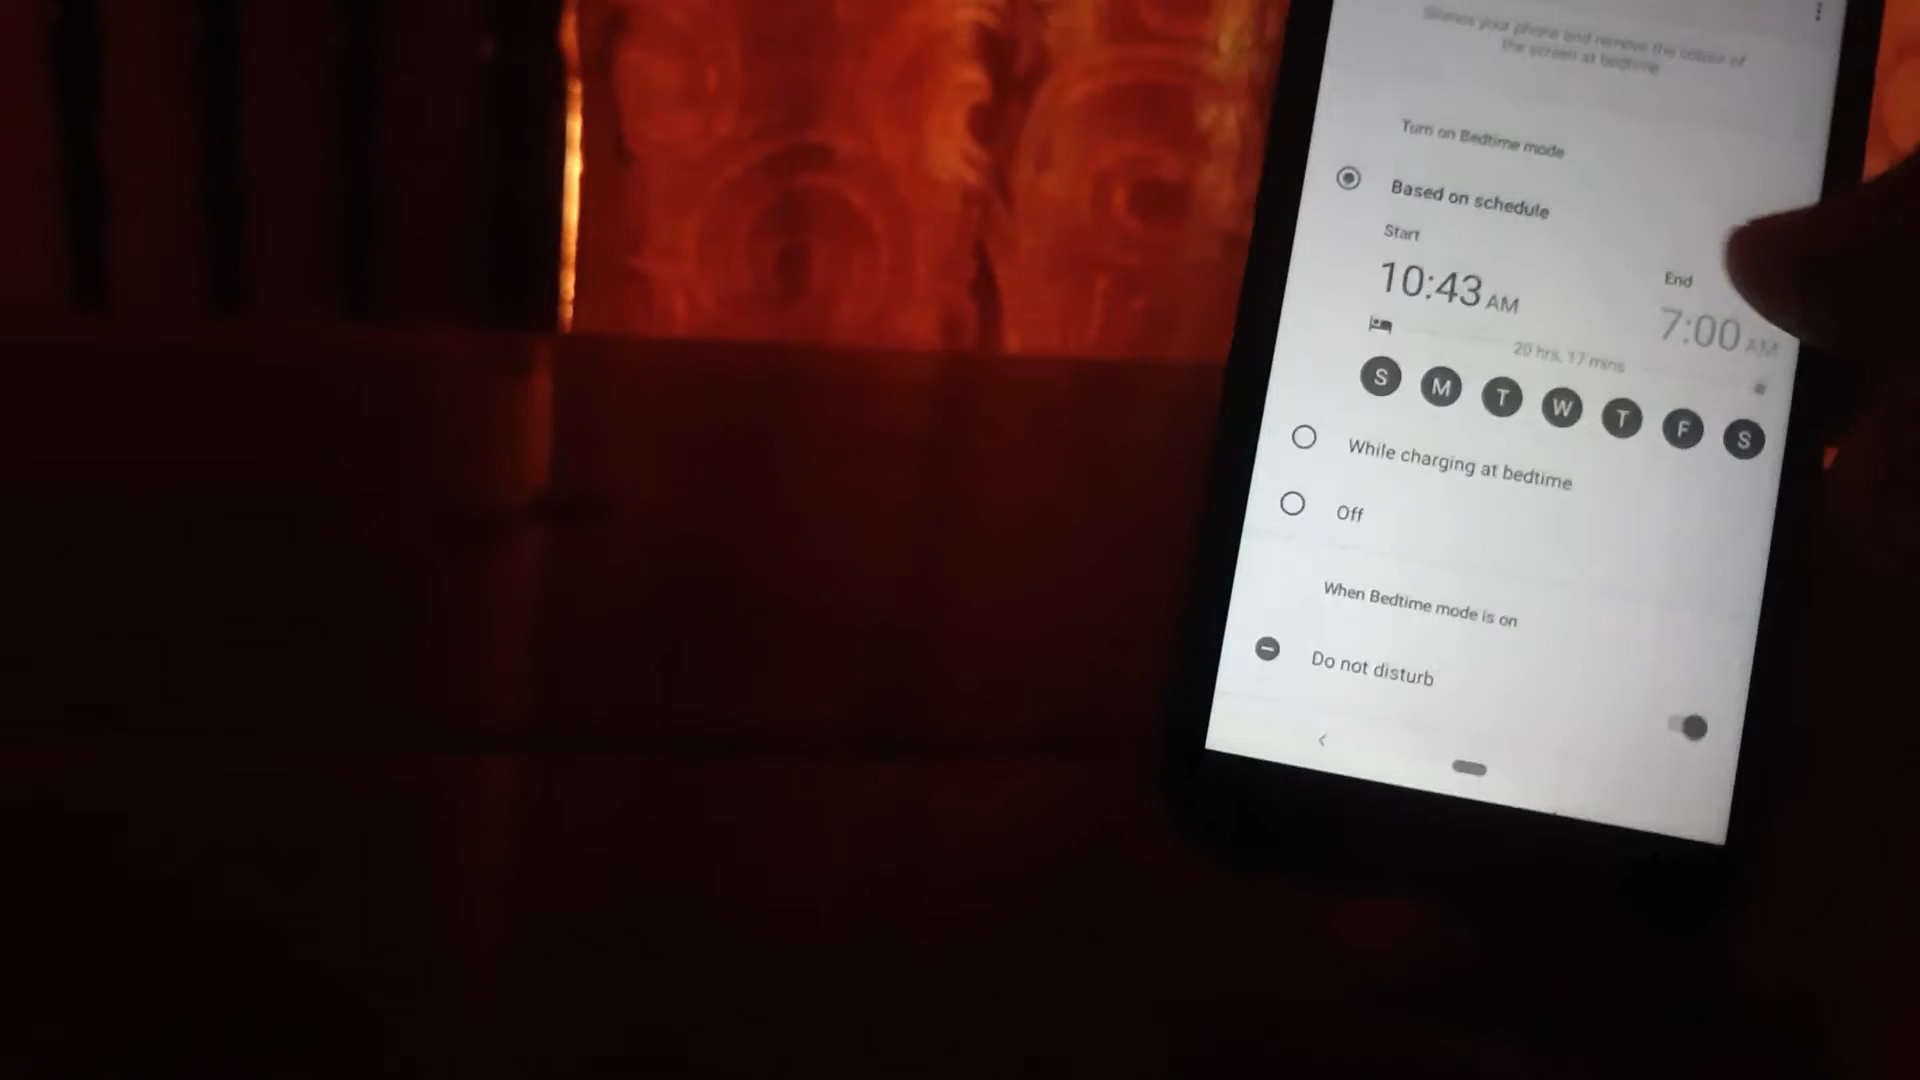 Silence your phone and remove the colour of
the screen at bedtime
Turn on Bedtime mode
Based on schedule
Start
End
10:43 AM
7:00 AM
20 hrs, 17 mins
S M T W T F S
While charging at bedtime
Off
When Bedtime mode is on
Do not disturb